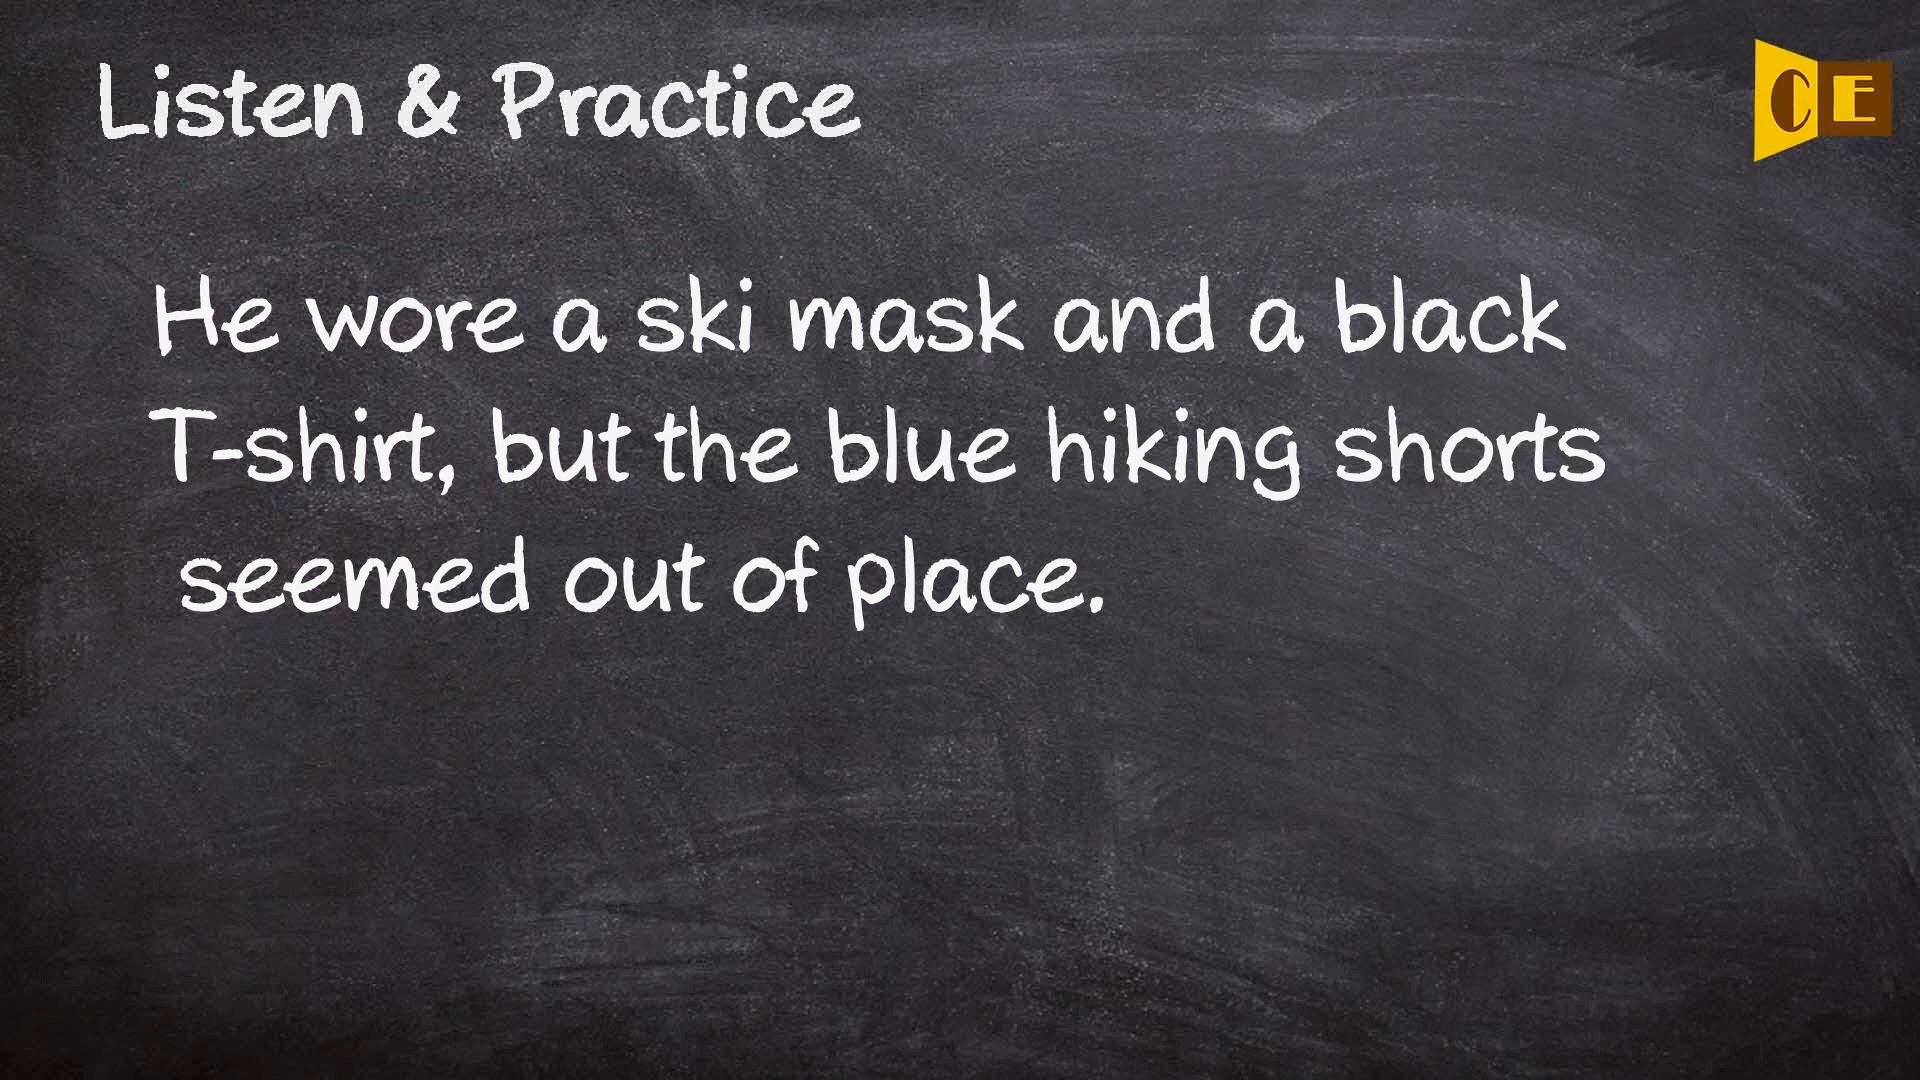 Listen & Practice
CE
He wore a ski mask and a black
T-shirt, but the blue hiking shorts
seemed out of place.